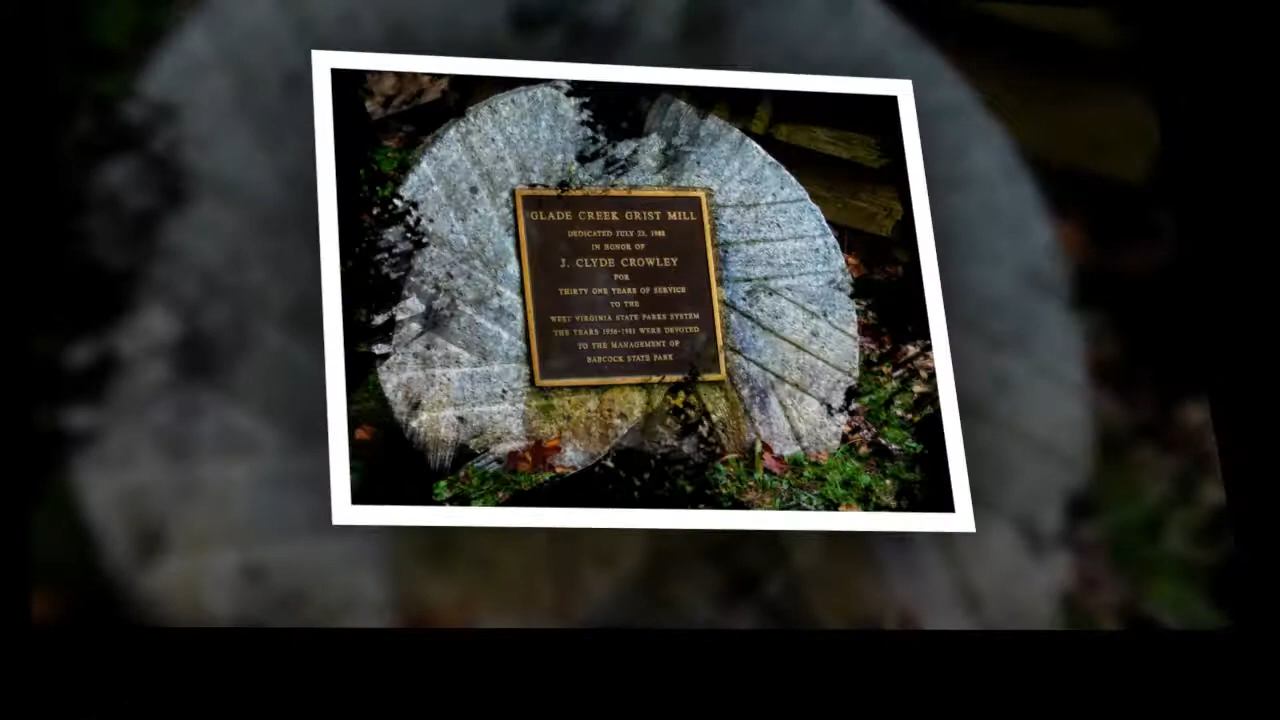 GLADE CREEK GRIST MILL
DEDICATED JULY 23, 1988
IN HONOR OF
J. CLYDE CROWLEY
FOR
THIRTY ONE YEARS OF SERVICE
TO THE
WEST VIRGINIA STATE PARKS SYSTEM
THE YEARS 1956-1981 WERE DEVOTED
TO THE MANAGEMENT OF
BABCOCK STATE PARK